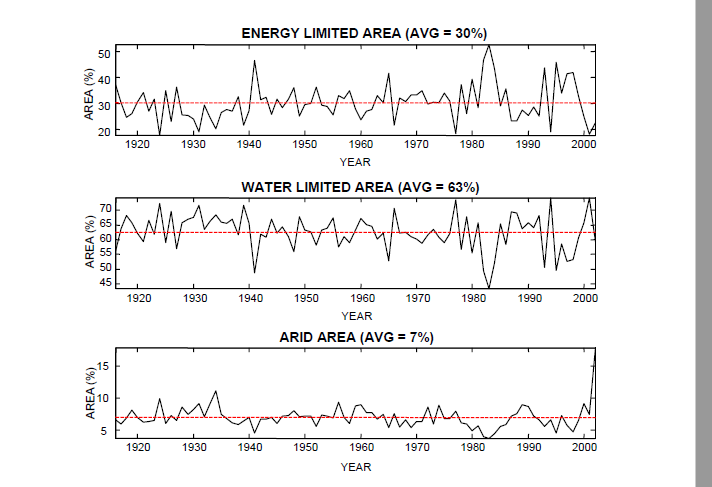 ENERGY LIMITED AREA (AVG = 30%)
50
40
30
20
AREA (%)
1920 1930 1940 1950 1960 1970 1980 1990 2000
YEAR
WATER LIMITED AREA (AVG = 63%)
70
65
60
55
50
45
AREA (%)
1920 1930 1940 1950 1960 1970 1980 1990 2000
YEAR
ARID AREA (AVG = 7%)
15
10
5
AREA (%)
1920 1930 1940 1950 1960 1970 1980 1990 2000
YEAR